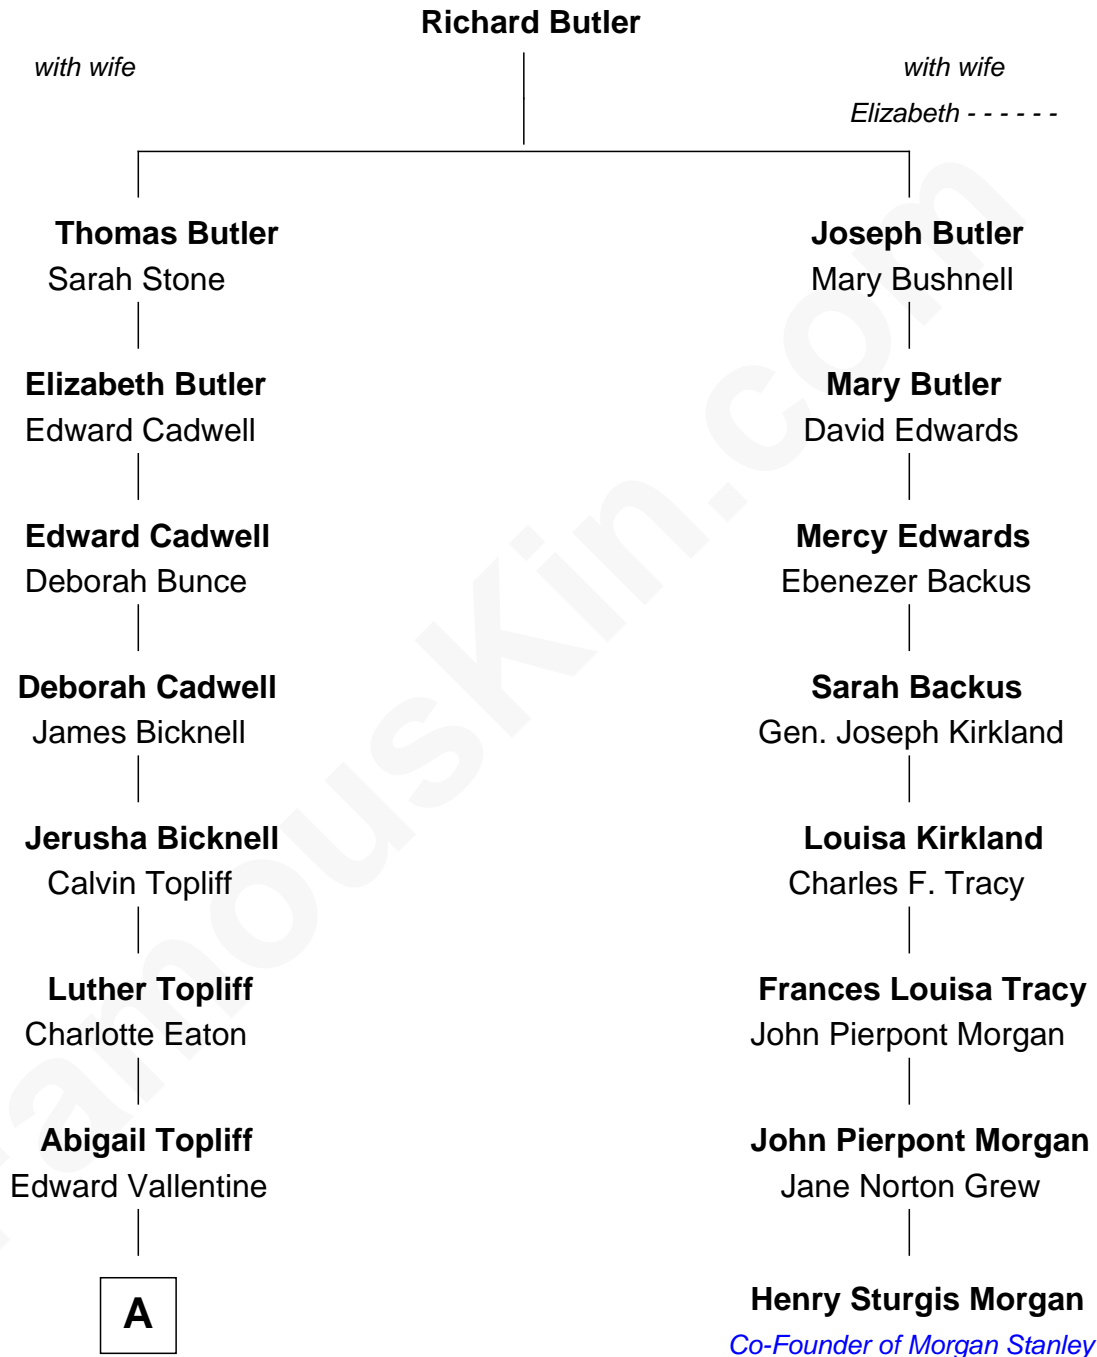 Richard Butler
with wife
with wife
Elizabeth - - - - - -
Thomas Butler
Sarah Stone
Joseph Butler
Mary Bushnell
Elizabeth Butler
Edward Cadwell
Mary Butler
David Edwards
Edward Cadwell
Deborah Bunce
Mercy Edwards
Ebenezer Backus
Deborah Cadwell
James Bicknell
Sarah Backus
Gen. Joseph Kirkland
Jerusha Bicknell
Calvin Topliff
Louisa Kirkland
Charles F. Tracy
Luther Topliff
Charlotte Eaton
Frances Louisa Tracy
John Pierpont Morgan
Abigail Topliff
Edward Vallentine
John Pierpont Morgan
Jane Norton Grew
A
Henry Sturgis Morgan
Co-Founder of Morgan Stanley
FamousKin.com